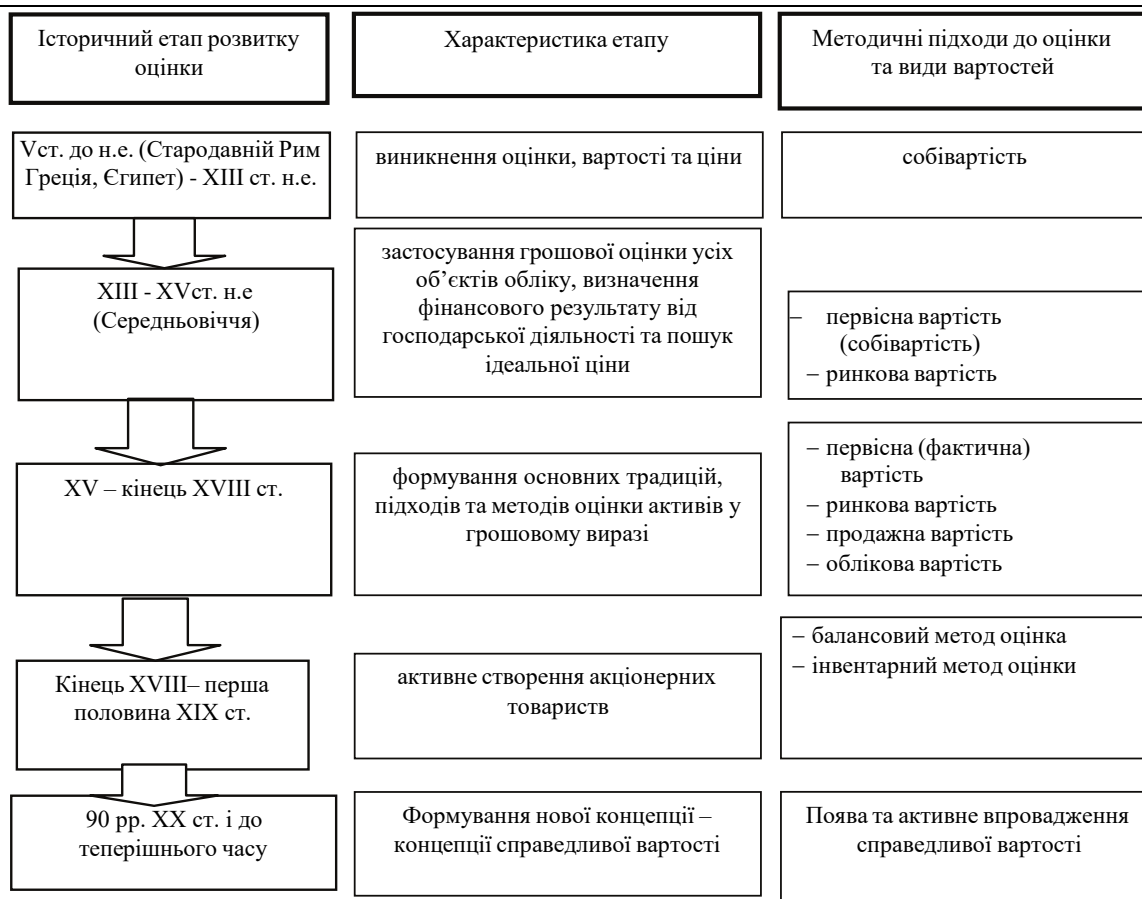 Історичний етап розвитку
оцінки
Характеристика етапу
Методичні підходи до оцінки
та види вартостей
Vст. до н.е. (Стародавній Рим
Греція, Єгипет) - XIII ст. н.е.
виникнення оцінки, вартості та ціни
собівартість
XIII - XVст. н.е
(Середньовіччя)
застосування грошової оцінки усіх
об’єктів обліку, визначення
фінансового результату від
господарської діяльності та пошук
ідеальної ціни
– первісна вартість
(собівартість)
– ринкова вартість
XV – кінець XVIII ст.
формування основних традицій,
підходів та методів оцінки активів у
грошовому виразі
– первісна (фактична)
вартість
– ринкова вартість
– продажна вартість
– облікова вартість
Кінець XVIII– перша
половина XIX ст.
активне створення акціонерних
товариств
– балансовий метод оцінка
– інвентарний метод оцінки
90 рр. XX ст. і до
теперішнього часу
Формування нової концепції –
концепції справедливої вартості
Поява та активне впровадження
справедливої вартості